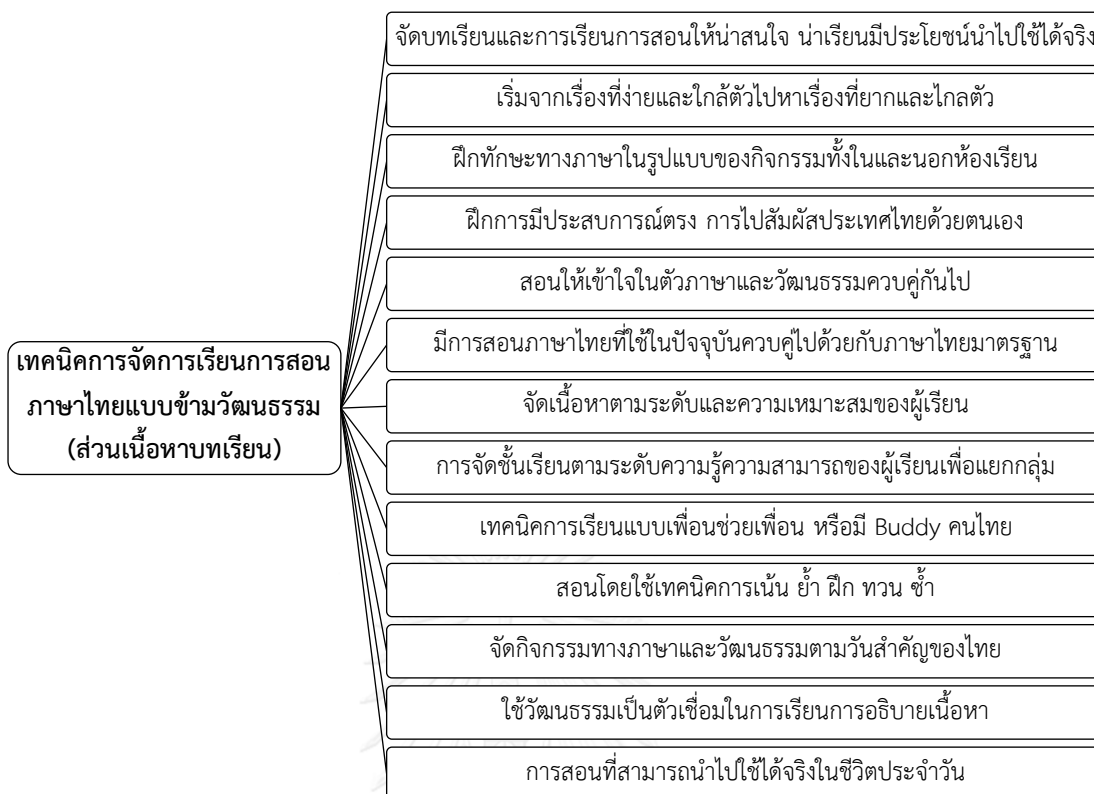 จัดบทเรียนและการเรียนการสอนให้น่าสนใจ น่าเรียนมีประโยชน์นำไปใช้ได้จริง
เริ่มจากเรื่องที่ง่ายและใกล้ตัวไปหาเรื่องที่ยากและไกลตัว
ฝึกทักษะทางภาษาในรูปแบบของกิจกรรมทั้งในและนอกห้องเรียน
ฝึกการมีประสบการณ์ตรง การไปสัมผัสประเทศไทยด้วยตนเอง
สอนให้เข้าใจในตัวภาษาและวัฒนธรรมควบคู่กันไป
เทคนิคการจัดการเรียนการสอน
ภาษาไทยแบบข้ามวัฒนธรรม
(ส่วนเนื้อหาบทเรียน)
มีการสอนภาษาไทยที่ใช้ในปัจจุบันควบคู่ไปด้วยกับภาษาไทยมาตรฐาน
จัดเนื้อหาตามระดับและความเหมาะสมของผู้เรียน
การจัดชั้นเรียนตามระดับความรู้ความสามารถของผู้เรียนเพื่อแยกกลุ่ม
เทคนิคการเรียนแบบเพื่อนช่วยเพื่อน หรือมี Buddy คนไทย
สอนโดยใช้เทคนิคการเน้น ย้ำ ฝึก ทวน ซ้ำ
จัดกิจกรรมทางภาษาและวัฒนธรรมตามวันสำคัญของไทย
ใช้วัฒนธรรมเป็นตัวเชื่อมในการเรียนการอธิบายเนื้อหา
การสอนที่สามารถนำไปใช้ได้จริงในชีวิตประจำวัน